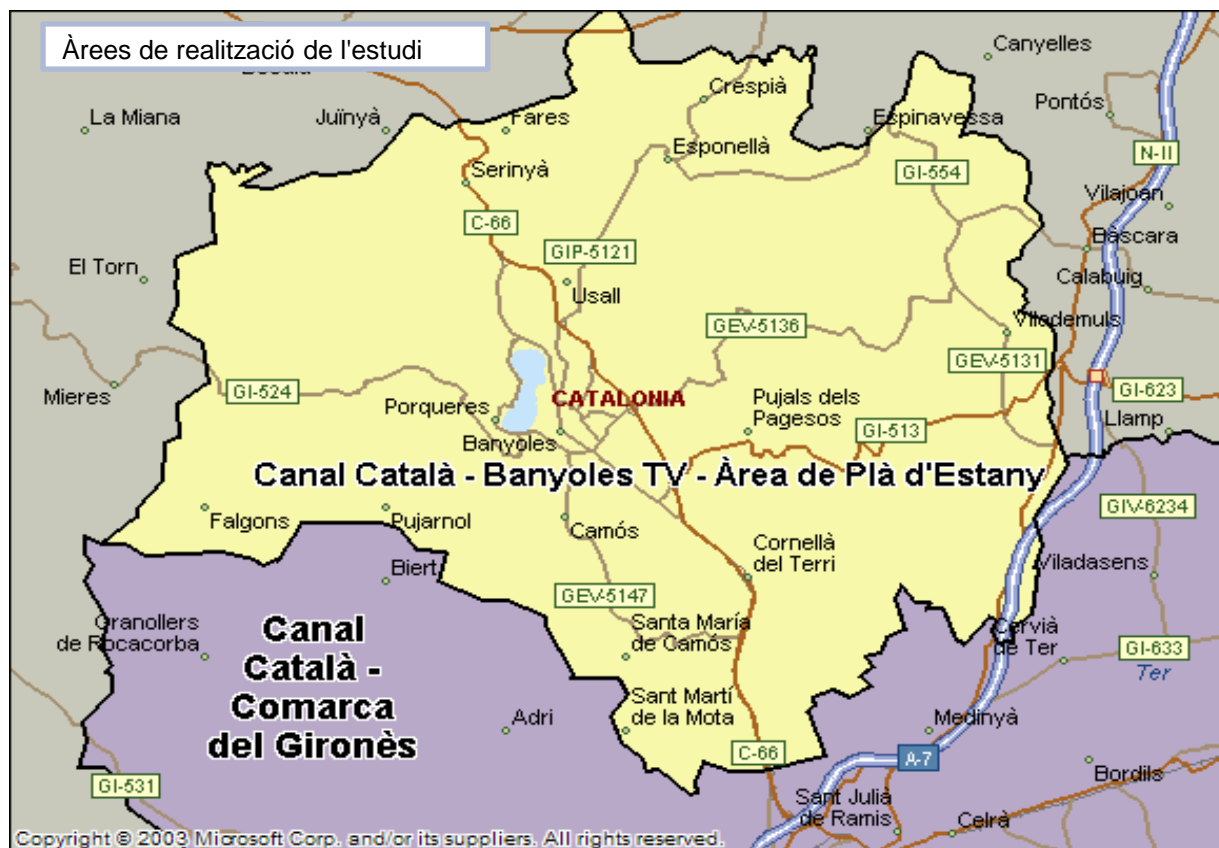 Àrees de realització de l'estudi
Canyelles
La Miana
Juïnyà
Fares
Crespià
Espinavessa
Pontós
N-II
Serinyà
Esponellà
GI-554
Vilajoan
C-66
GIP-5121
Bàscara
El Torn
Usall
Calabuig
GEV-5136
Vilademuls
GEV-5131
Mieres
GI-524
Porqueres
CATALONIA
Pujals dels
Pagesos
GI-623
Banyoles
GI-513
Llamp
Canal Català - Banyoles TV - Àrea de Plà d'Estany
Falgons
Pujarnol
Camós
GIV-6234
Cornellà
del Terri
Viladasens
Biert
GEV-5147
Granollers
de Rocacorba
Canal
Català -
Comarca
del Gironès
Santa María
de Camós
Cervià
de Ter
GI-633
Ter
Adri
Sant Martí
de la Mota
Medinyà
C-66
A-7
Bordils
GI-531
Sant Julià
de Ramis
Celrà
Copyright © 2003 Microsoft Corp. and/or its suppliers. All rights reserved.